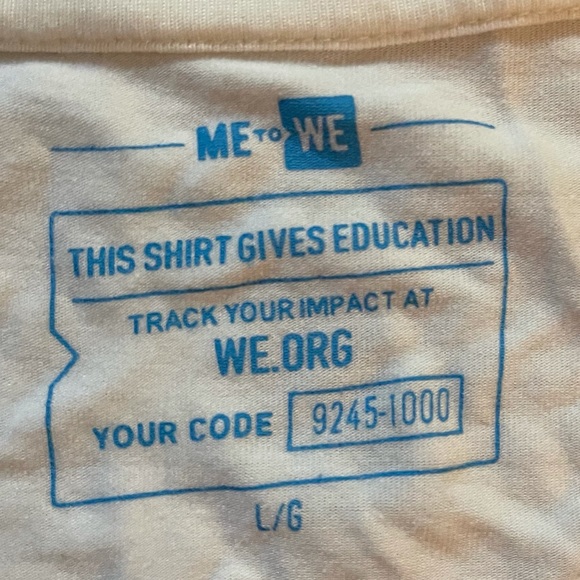 ME TO WE
THIS SHIRT GIVES EDUCATION
TRACK YOUR IMPACT AT
WE.ORG
YOUR CODE 9245-1000
L/G